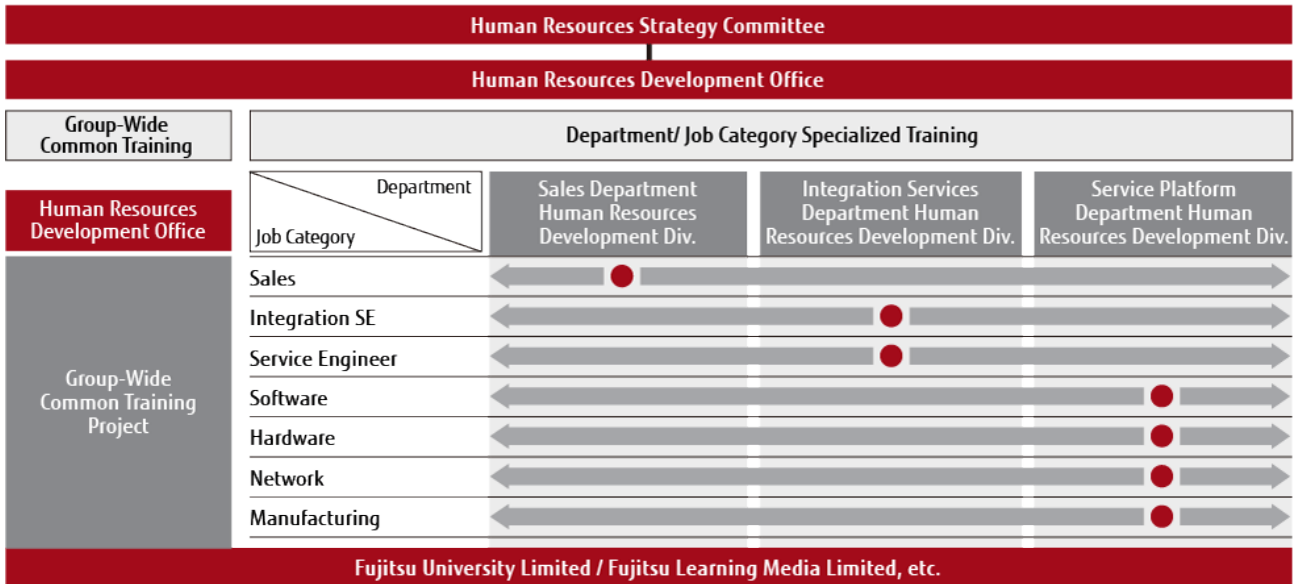 Human Resources Strategy Committee
Human Resources Development Office
Group-Wide
Common Training
Department/ Job Category Specialized Training
Human Resources
Development Office
Department
Job Category
Sales Department
Human Resources
Development Div.
Integration Services
Department Human
Resources Development Div.
Service Platform
Department Human
Resources Development Div.
Group-Wide
Common Training
Project
Sales
Integration SE
Service Engineer
Software
Hardware
Network
Manufacturing
Fujitsu University Limited / Fujitsu Learning Media Limited, etc.